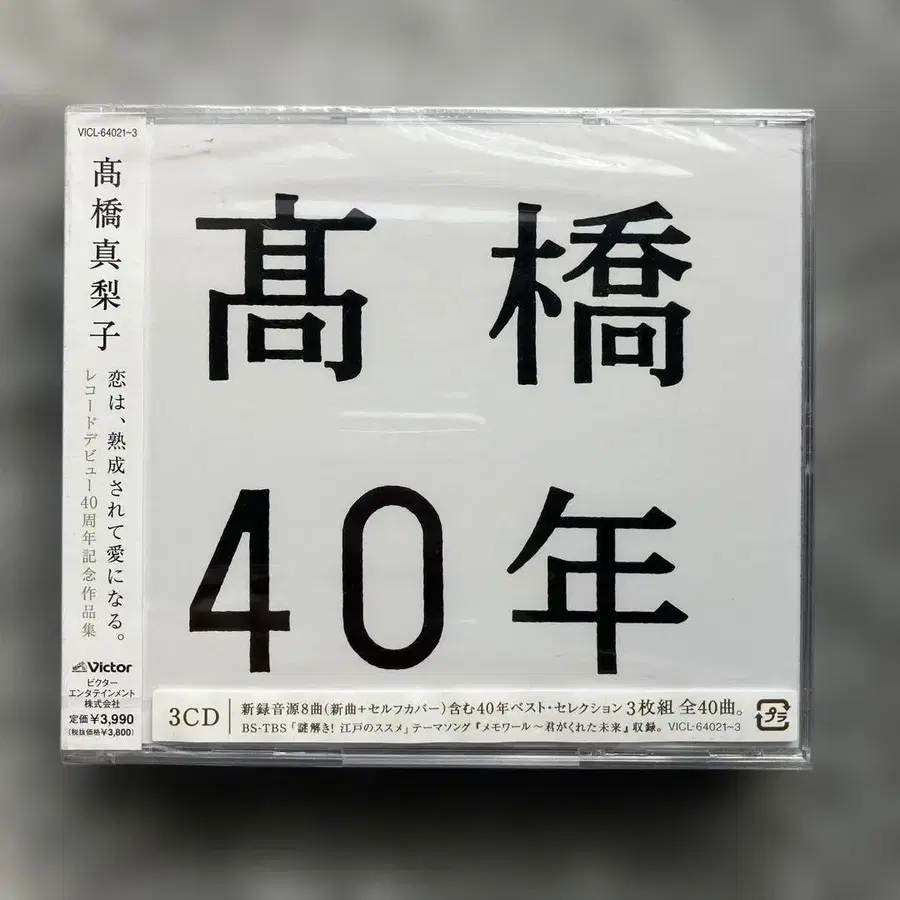 VICL-64021~3
髙橋真梨子
恋は、熟成されて愛になる。
レコードデビュー40周年記念作品集
Victor
ビクター
エンタテインメント
株式会社
定価¥3,990
(税抜価格¥3,800)
髙橋
40年
3CD
新録音源8曲(新曲+セルフカバー)含む40年ベスト・セレクション 3枚組 全40曲。
BS-TBS「謎解き! 江戸のススメ」テーマソング『メモワール~君がくれた未来』収録。 VICL-64021~3
プラ